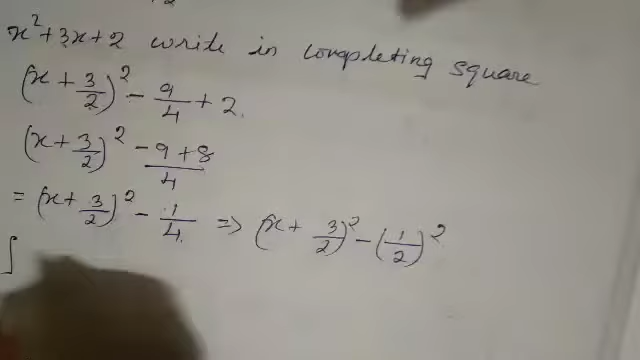 x² + 3x + 2 write in completing square
(x + 3/2)² - 9/4 + 2
(x + 3/2)² - 9 + 8/4
= (x + 3/2)² - 1/4 => (x + 3/2)² - (1/2)²
∫